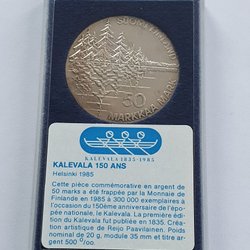 SUOMI FINLAND
50
MARKKAA MARK
KALEVALA 1835-1985
KALEVALA 150 ANS
Helsinki 1985
Cette pièce commémorative en argent de
50 marks a été frappée par la Monnaie de
Finlande en 1985 à 300 000 exemplaires à
l'occasion du 150ème anniversaire de l'épo-
pée nationale, le Kalevala. La première édi-
tion du Kalevala fut publiée en 1835. Créa-
tion artistique de Reijo Paavilainen. Poids
nominal de 20 g, module 35 mm et titre ar-
gent 500 0/00.